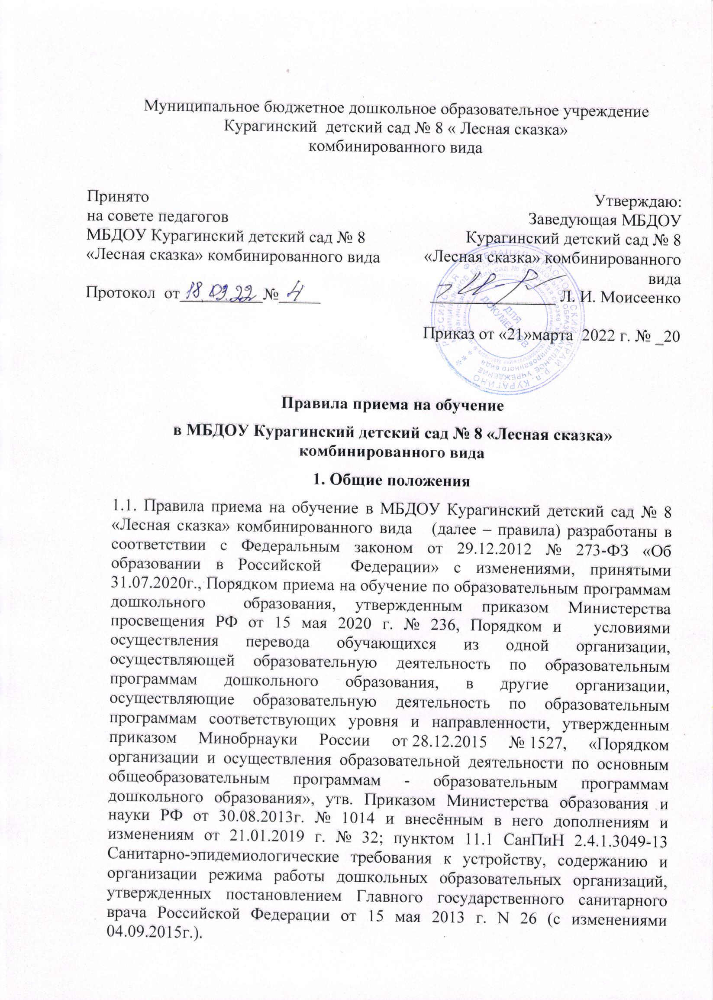 Муниципальное бюджетное дошкольное образовательное учреждение
Курагинский детский сад № 8 « Лесная сказка»
комбинированного вида
Принято
на совете педагогов
МБДОУ Курагинский детский сад № 8
«Лесная сказка» комбинированного вида
Протокол от 18.03.22 № 4
Утверждаю:
Заведующая МБДОУ
Курагинский детский сад № 8
«Лесная сказка» комбинированного
вида
Л. И. Моисеенко
Приказ от «21»марта 2022 г. № _20
РОССИЙСКАЯ ФЕДЕРАЦИЯ КРАСНОЯРСКИЙ КРАЙ р.п. КУРАГИНО
ДЛЯ
ДОКУМЕНТОВ
Правила приема на обучение
в МБДОУ Курагинский детский сад № 8 «Лесная сказка»
комбинированного вида
1. Общие положения
1.1. Правила приема на обучение в МБДОУ Курагинский детский сад № 8
«Лесная сказка» комбинированного вида (далее – правила) разработаны в
соответствии с Федеральным законом от 29.12.2012 № 273-ФЗ «Об
образовании в Российской Федерации» с изменениями, принятыми
31.07.2020г., Порядком приема на обучение по образовательным программам
дошкольного образования, утвержденным приказом Министерства
просвещения РФ от 15 мая 2020 г. № 236, Порядком и условиями
осуществления перевода обучающихся из одной организации,
осуществляющей образовательную деятельность по образовательным
программам дошкольного образования, в другие организации,
осуществляющие образовательную деятельность по образовательным
программам соответствующих уровня и направленности, утвержденным
приказом Минобрнауки России от 28.12.2015 № 1527, «Порядком
организации и осуществления образовательной деятельности по основным
общеобразовательным программам - образовательным программам
дошкольного образования», утв. Приказом Министерства образования и
науки РФ от 30.08.2013г. № 1014 и внесённым в него дополнениям и
изменениям от 21.01.2019 г. № 32; пунктом 11.1 СанПиН 2.4.1.3049-13
Санитарно-эпидемиологические требования к устройству, содержанию и
организации режима работы дошкольных образовательных организаций,
утвержденных постановлением Главного государственного санитарного
врача Российской Федерации от 15 мая 2013 г. N 26 (с изменениями
04.09.2015г.).